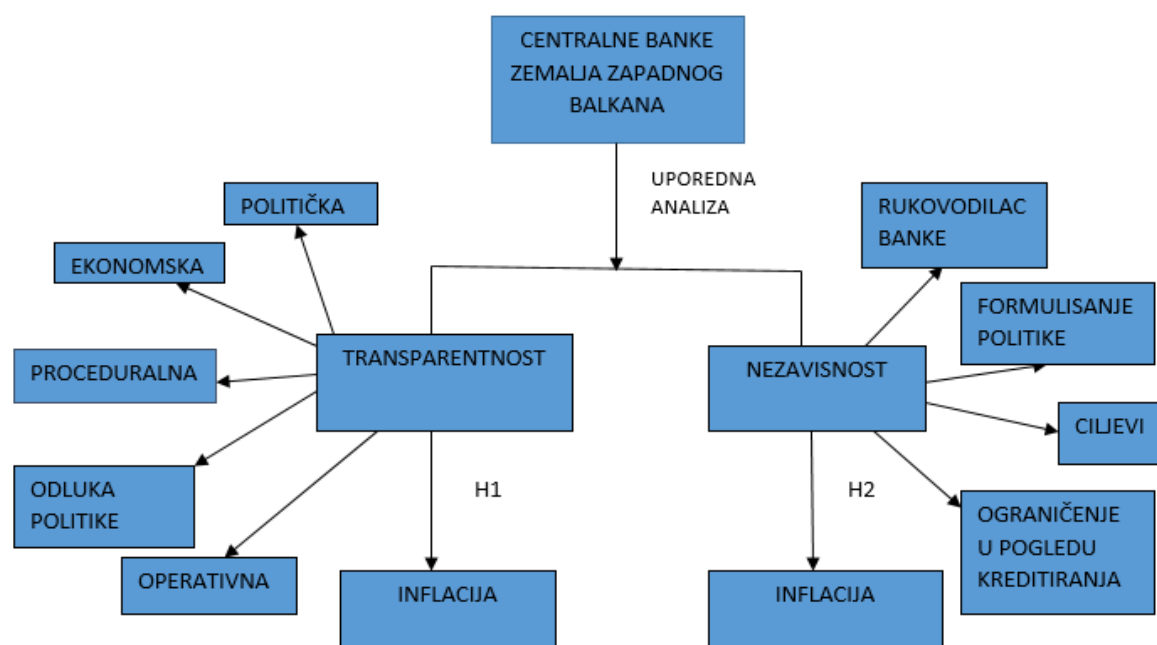 CENTRALNE BANKE
ZEMALJA ZAPADNOG
BALKANA
UPOREDNA
ANALIZA
POLITIČKA
EKONOMSKA
PROCEDURALNA
ODLUKA
POLITIKE
OPERATIVNA
TRANSPARENTNOST
H1
INFLACIJA
RUKOVODILAC
BANKE
FORMULISANJE
POLITIKE
NEZAVISNOST
CILJEVI
H2
OGRANIČENJE
U POGLEDU
KREDITIRANJA
INFLACIJA